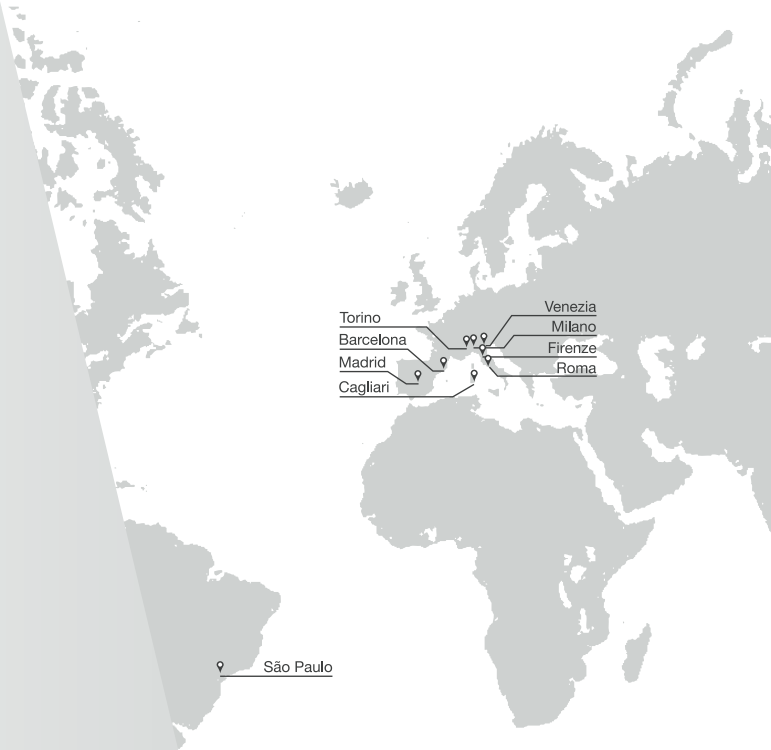 Torino
Barcelona
Madrid
Cagliari
Venezia
Milano
Firenze
Roma
São Paulo